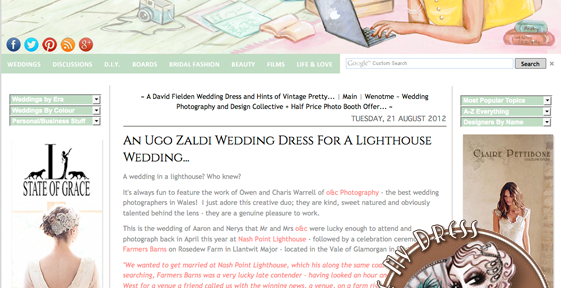 WEDDINGS DISCUSSIONS D.I.Y. BOARDS BRIDAL FASHION BEAUTY FILMS LIFE & LOVE Google Custom Search Search ×
Weddings by Era
Weddings By Colour
Personal/Business Stuff
STATE OF GRACE
« A David Fielden Wedding Dress and Hints of Vintage Pretty... | Main | Wenotme ~ Wedding
Photography and Design Collective + Half Price Photo Booth Offer... »
TUESDAY, 21 AUGUST 2012
AN UGO ZALDI WEDDING DRESS FOR A LIGHTHOUSE
WEDDING...
A wedding in a lighthouse? Who knew?
It's always fun to feature the work of Owen and Charis Warrell of o&c Photography - the best wedding
photographers in Wales! I just adore this creative duo; they are kind, sweet natured and obviously
talented behind the lens - they are a genuine pleasure to work.
This is the wedding of Aaron and Nerys that Mr and Mrs o&c were lucky enough to attend and
photograph back in April this year at Nash Point Lighthouse - followed by a celebration
Farmers Barns on Rosedew Farm in Llantwit Major - located in the Vale of Glamorgan in
"We wanted to get married at Nash Point Lighthouse, which his along the same
searching, Farmers Barns was a very lucky late contender - having looked an hour
West for a venue a friend called us with the winning news, a venue, on a farm
Most Popular Topics
A-Z Everything
Designers By Name
CLAIRE PETTIBONE
MY-DRESS